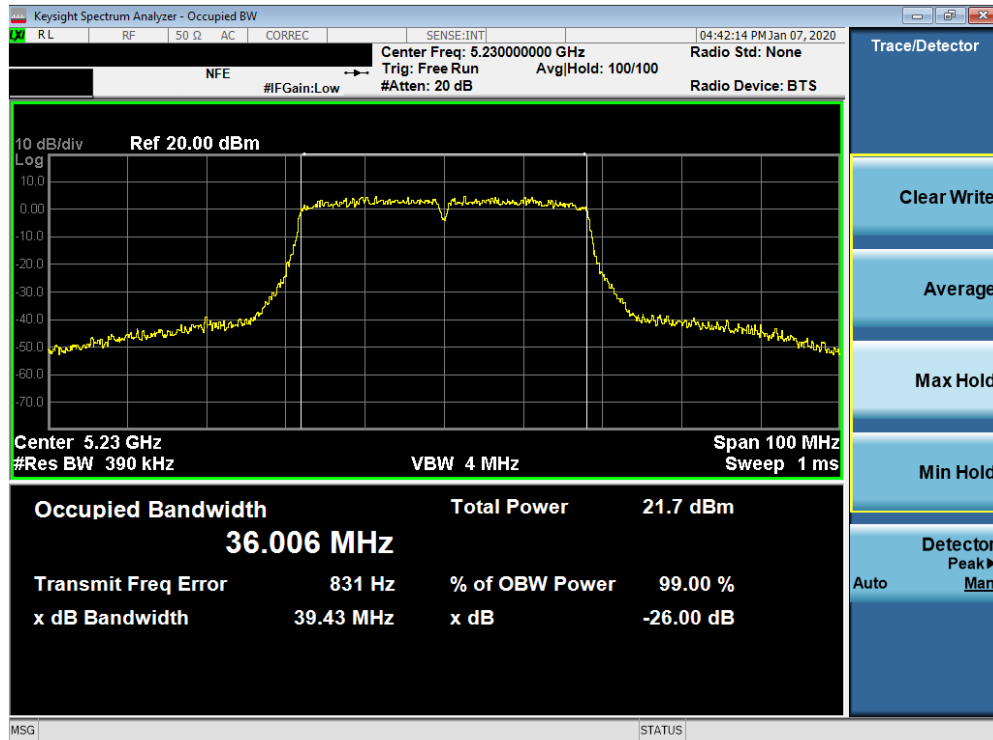 Keysight Spectrum Analyzer - Occupied BW
LXI RL RF 50 Ω AC CORREC SENSE:INT 04:42:14 PM Jan 07, 2020
Center Freq: 5.230000000 GHz Radio Std: None
NFE Trig: Free Run Avg|Hold: 100/100
#IFGain:Low #Atten: 20 dB Radio Device: BTS
Trace/Detector
10 dB/div Ref 20.00 dBm
Log
10.0
0.00
-10.0
-20.0
-30.0
-40.0
-50.0
-60.0
-70.0
Center 5.23 GHz Span 100 MHz
#Res BW 390 kHz VBW 4 MHz Sweep 1 ms
Occupied Bandwidth Total Power 21.7 dBm
36.006 MHz
Transmit Freq Error 831 Hz % of OBW Power 99.00 %
x dB Bandwidth 39.43 MHz x dB -26.00 dB
Clear Write
Average
Max Hold
Min Hold
Detector
Peak▶
Auto Man
MSG STATUS